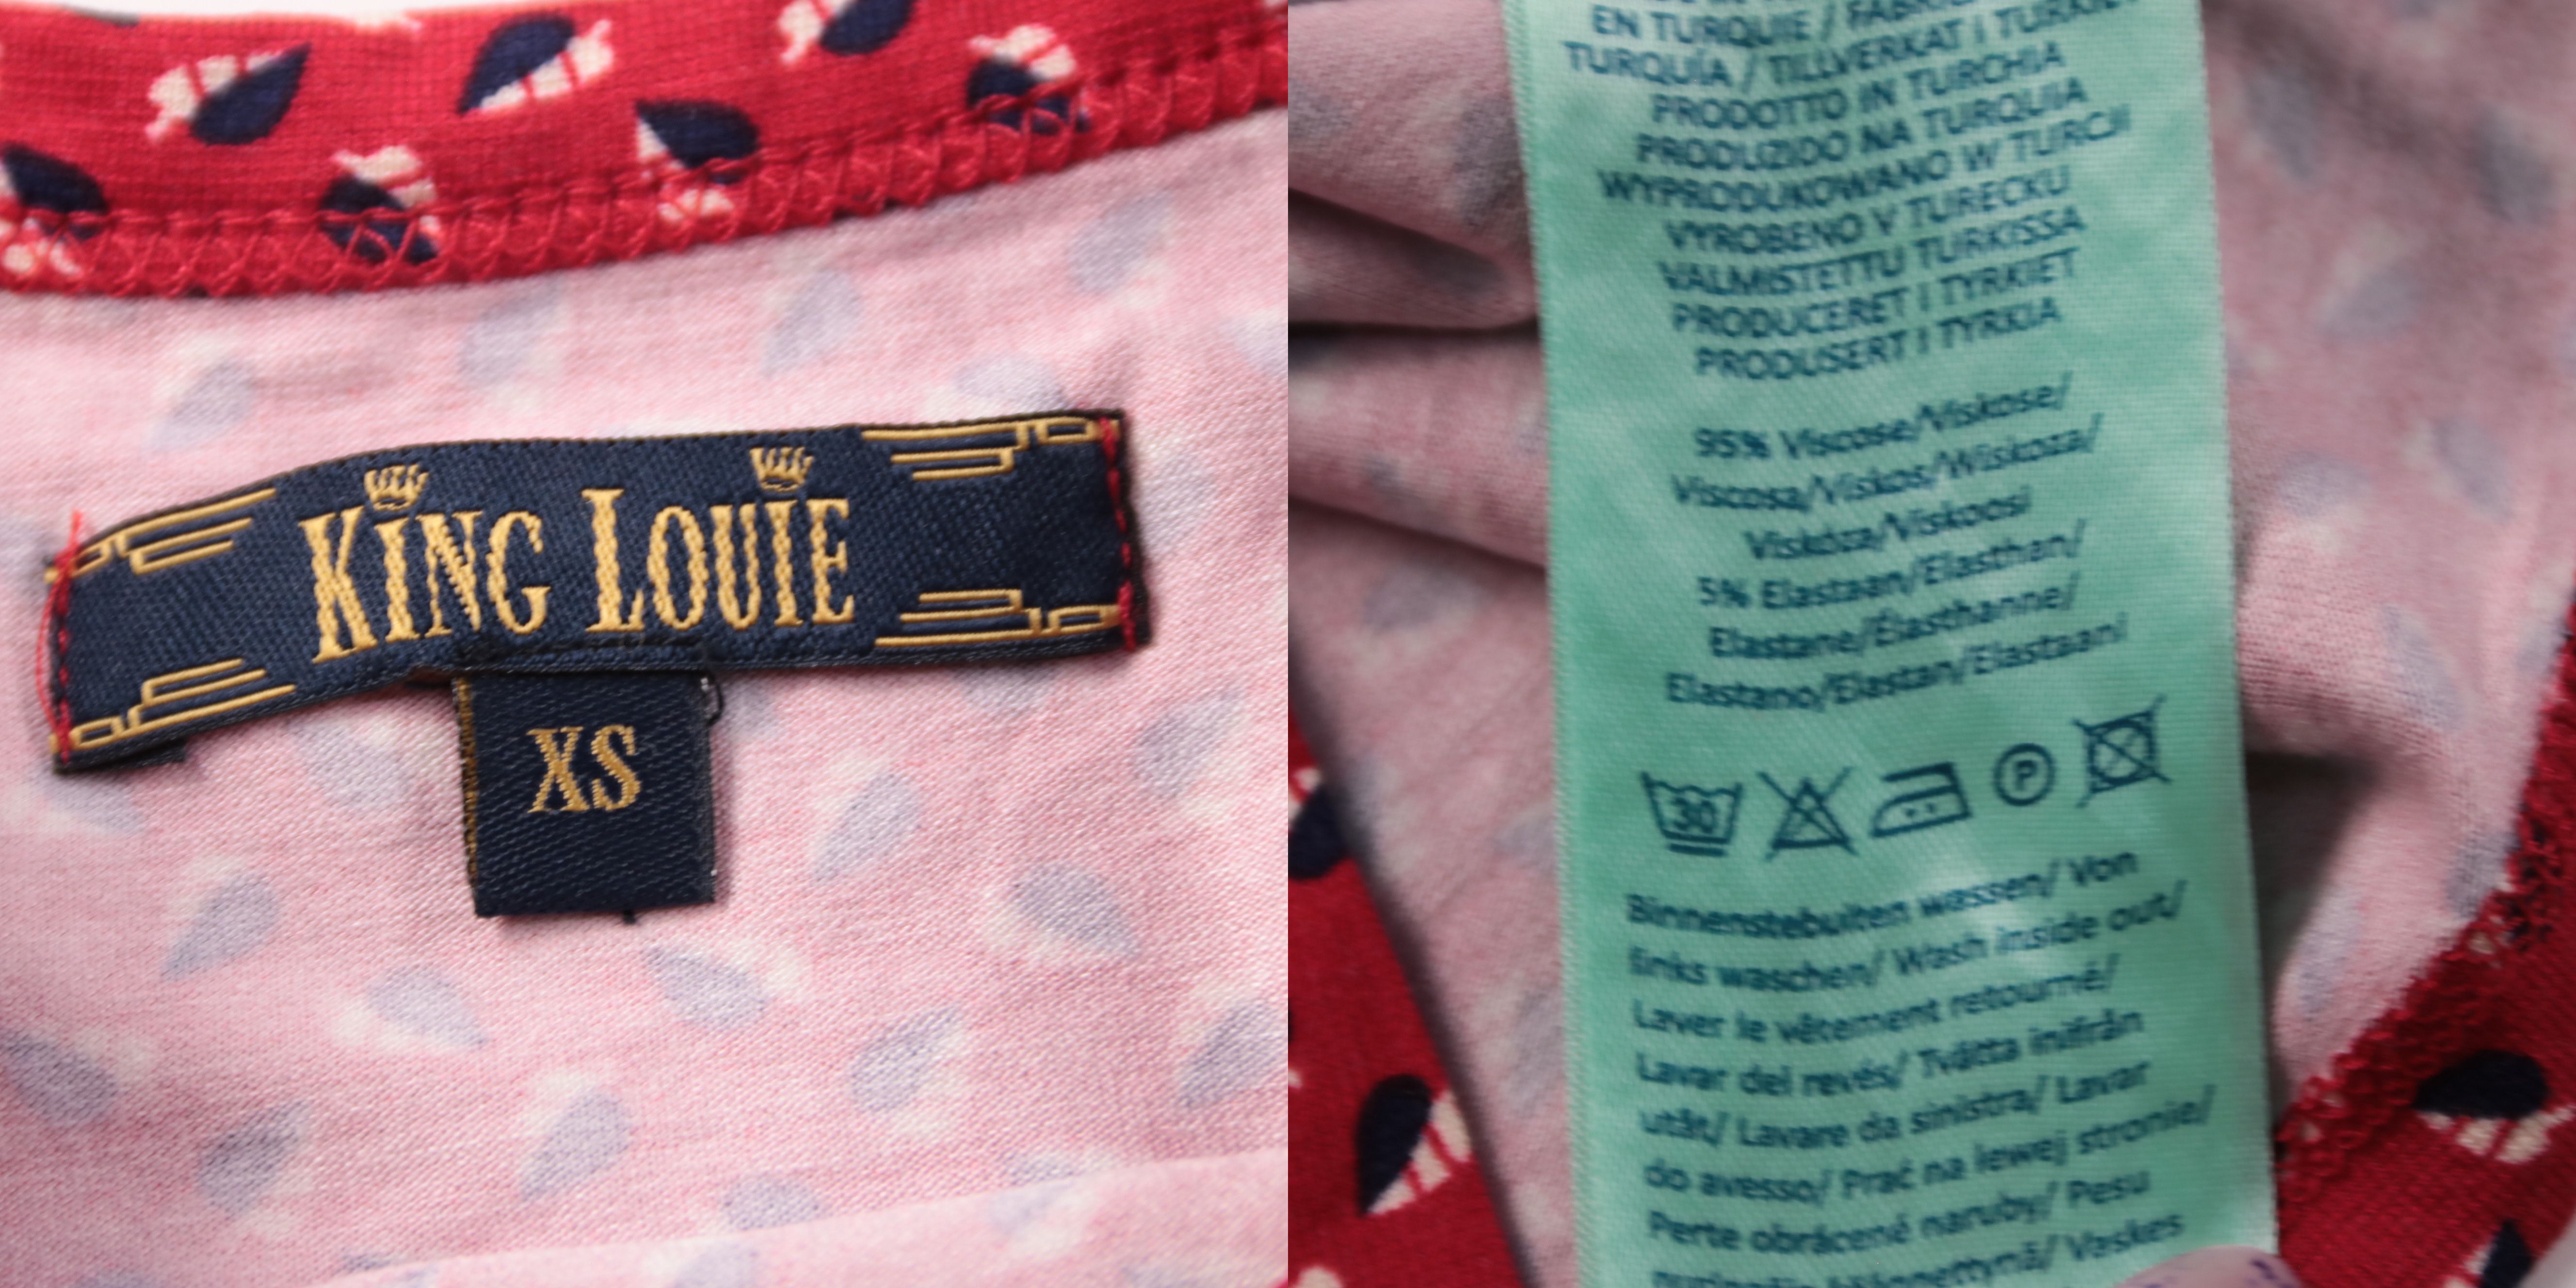 KING LOUIE
XS
EN TURQUIE /
TURQUÍA / TILLVERKAT I TURKIET
PRODOTTO IN TURCHIA
PRODUZIDO NA TURQUIA
WYPRODUKOWANO W TURCJI
VYROBENO V TURECKU
VALMISTETTU TURKISSA
PRODUCERET I TYRKIET
PRODUSERT I TYRKIA
95% Viscose/Viskose/
Viscosa/Viskos/Wiskoza/
Viskóza/Viskoosi
5% Elastaan/Elasthan/
Elastane/Élasthanne/
Elastano/Elastan/Elastaani
30 P
Binnenstebuiten wassen/ Von
links waschen/ Wash inside out/
Laver le vêtement retourné/
Lavar del revés/ Tvätta inifrån
utåt/ Lavare da sinistra/ Lavar
do avesso/ Prać na lewej stronie/
Perte obrácené naruby/ Pesu
Vaskes